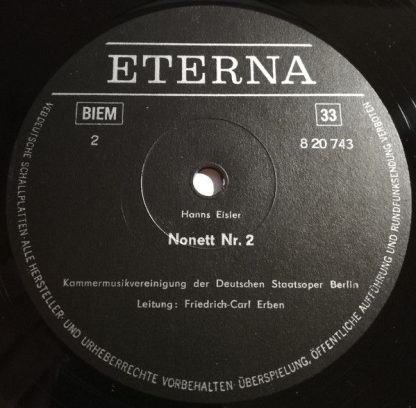 ETERNA
BIEM
33
2
8 20 743
Hanns Eisler
Nonett Nr. 2
Kammermusikvereinigung der Deutschen Staatsoper Berlin
Leitung: Friedrich-Carl Erben
VEB DEUTSCHE SCHALLPLATTEN · ALLE HERSTELLER- UND URHEBERRECHTE VORBEHALTEN · ÜBERSPIELUNG, ÖFFENTLICHE AUFFÜHRUNG UND RUNDFUNKSENDUNG VERBOTEN